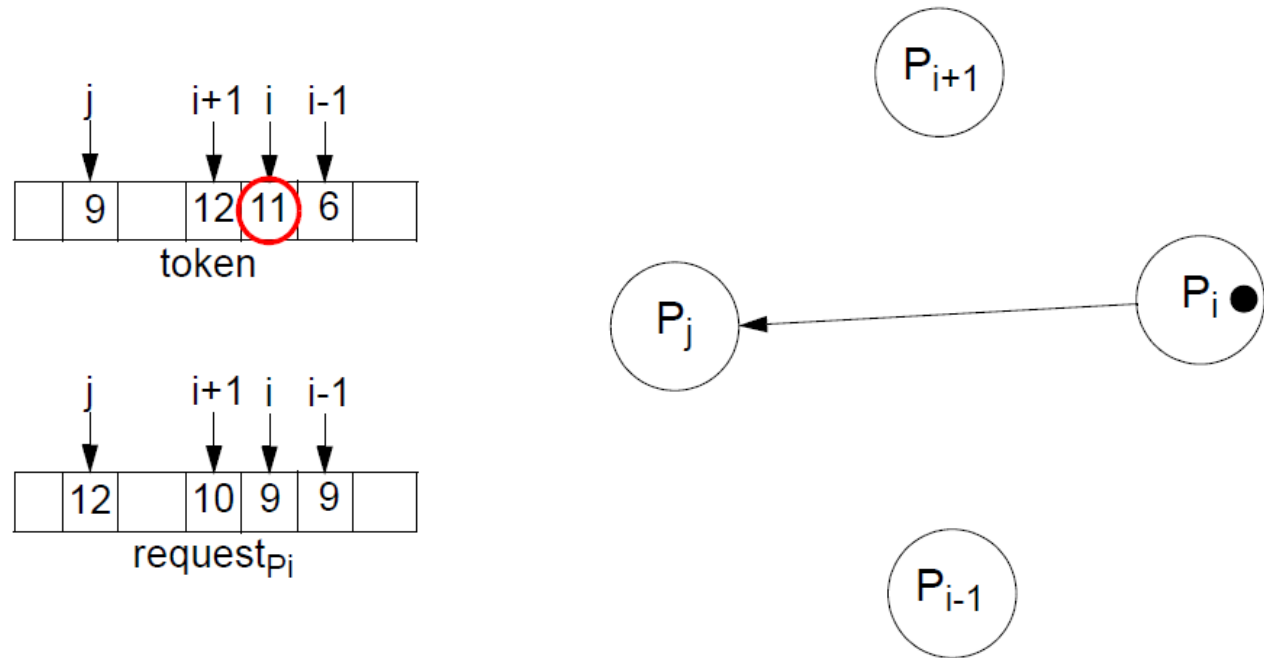 j i+1 i i-1
9 12 11 6
token
j i+1 i i-1
12 10 9 9
request_Pi
P_i+1
P_j
P_i
P_i-1